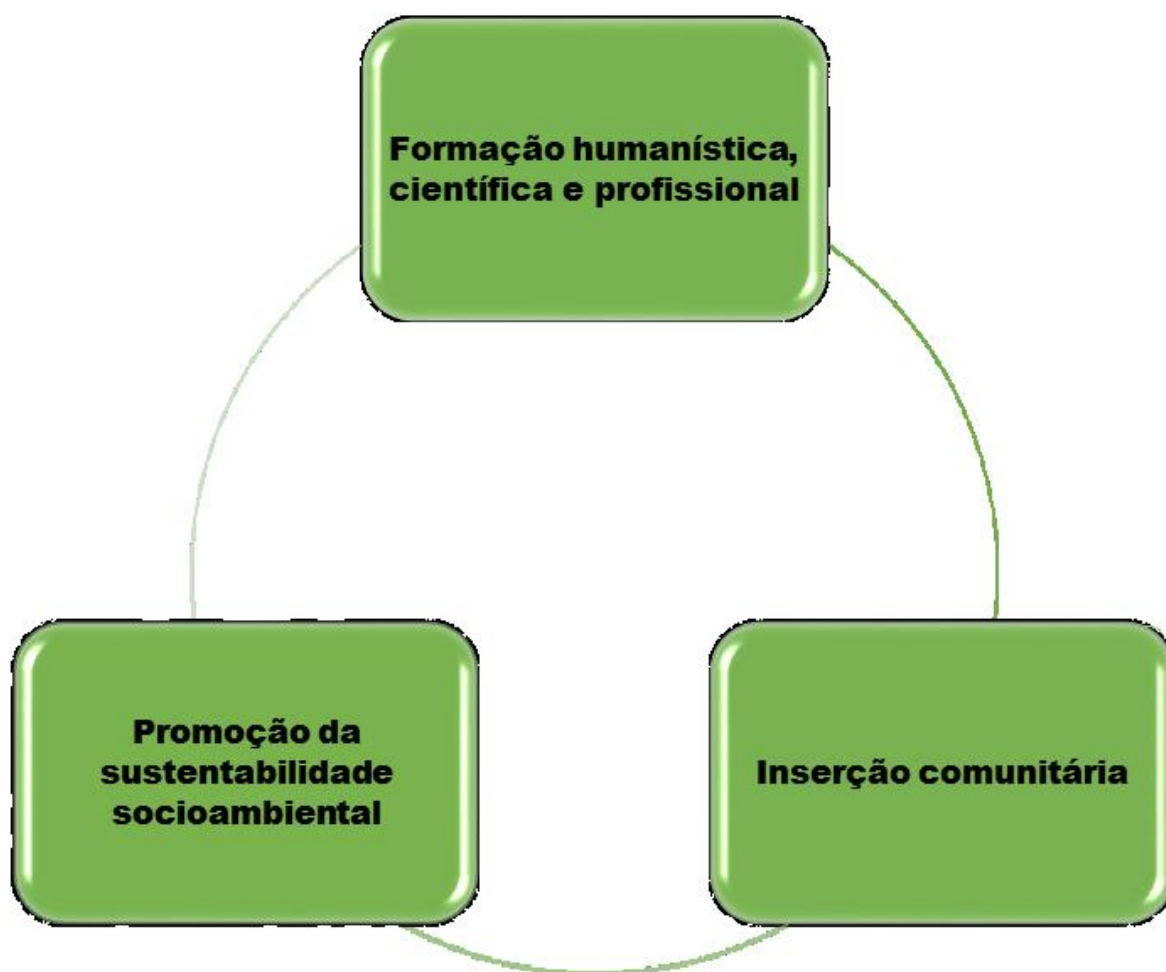 Formação humanística,
científica e profissional
Promoção da
sustentabilidade
socioambiental
Inserção comunitária